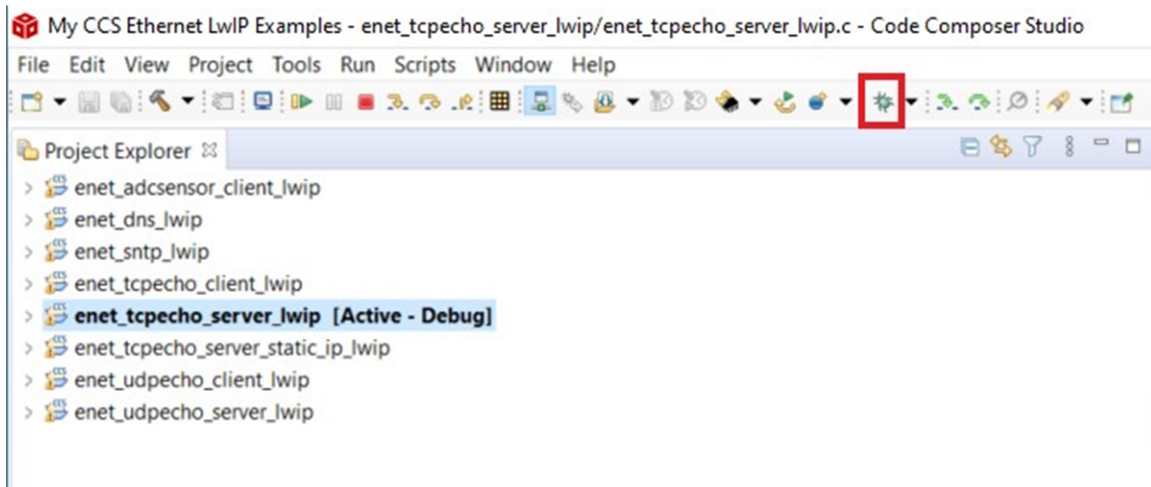 My CCS Ethernet LwIP Examples - enet_tcpecho_server_lwip/enet_tcpecho_server_lwip.c - Code Composer Studio
File Edit View Project Tools Run Scripts Window Help
Project Explorer
enet_adcsensor_client_lwip
enet_dns_lwip
enet_sntp_lwip
enet_tcpecho_client_lwip
enet_tcpecho_server_lwip [Active - Debug]
enet_tcpecho_server_static_ip_lwip
enet_udpecho_client_lwip
enet_udpecho_server_lwip